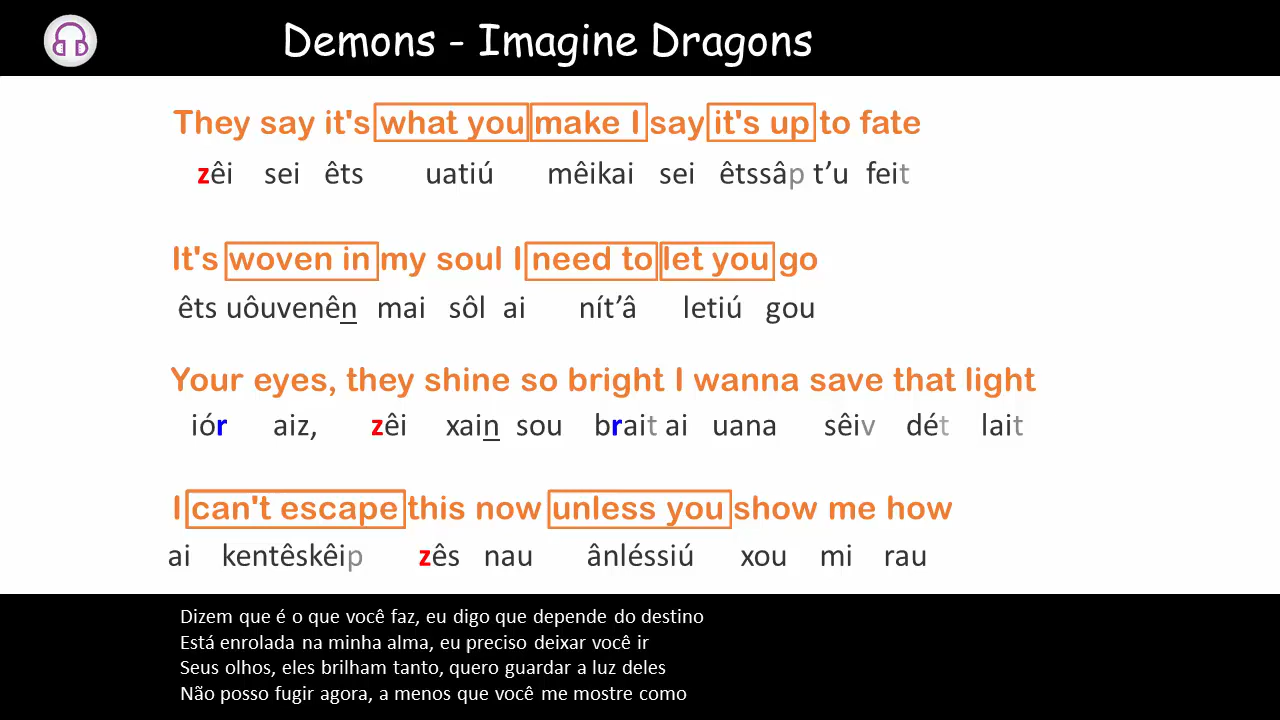 Demons - Imagine Dragons
They say it's what you make I say it's up to fate
zêi sei êts uatiú mêikai sei êtssâp t’u feit
It's woven in my soul I need to let you go
êts uôuvenên mai sôl ai nít’â letiú gou
Your eyes, they shine so bright I wanna save that light
iór aiz, zêi xain sou brait ai uana sêiv dét lait
I can't escape this now unless you show me how
ai kentêskêip zês nau ânléssiú xou mi rau
Dizem que é o que você faz, eu digo que depende do destino
Está enrolada na minha alma, eu preciso deixar você ir
Seus olhos, eles brilham tanto, quero guardar a luz deles
Não posso fugir agora, a menos que você me mostre como